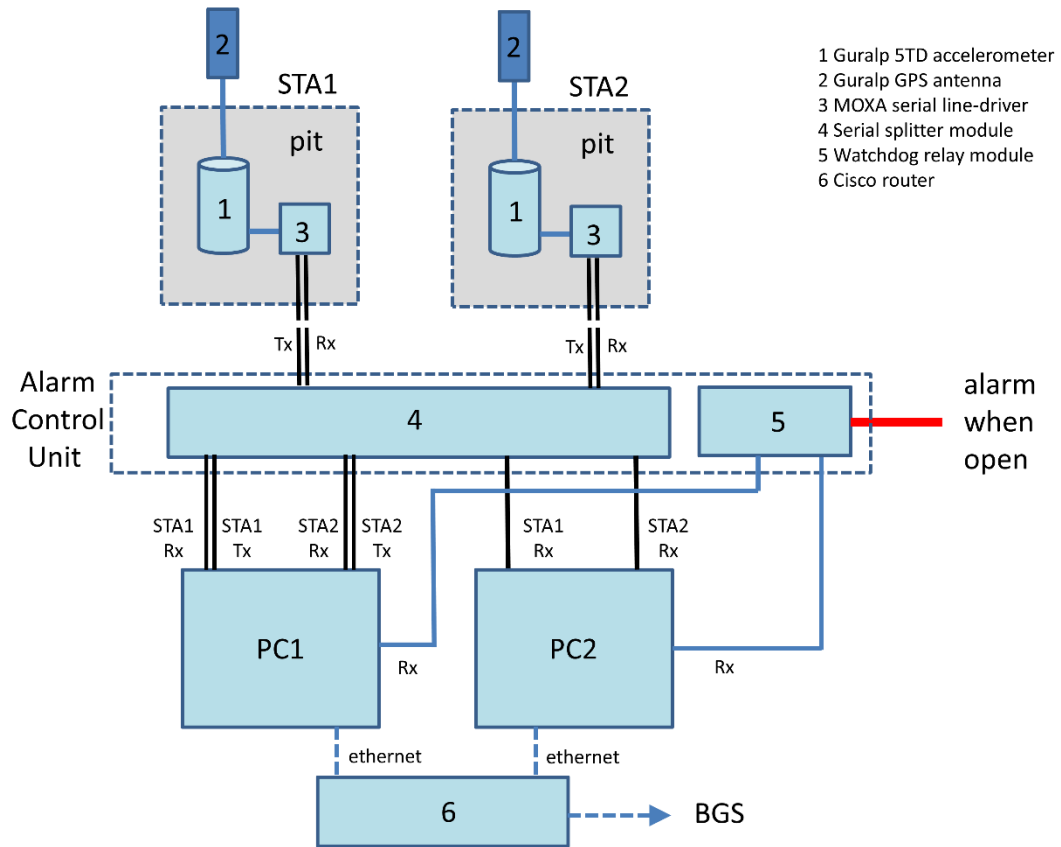 2
2
STA1
STA2
1 Guralp 5TD accelerometer
2 Guralp GPS antenna
3 MOXA serial line-driver
4 Serial splitter module
5 Watchdog relay module
6 Cisco router
pit
pit
1
3
1
3
Tx
Rx
Tx
Rx
Alarm
Control
Unit
4
5
alarm
when
open
STA1
Rx
STA1
Tx
STA2
Rx
STA2
Tx
STA1
Rx
STA2
Rx
PC1
Rx
PC2
Rx
ethernet
ethernet
6
BGS